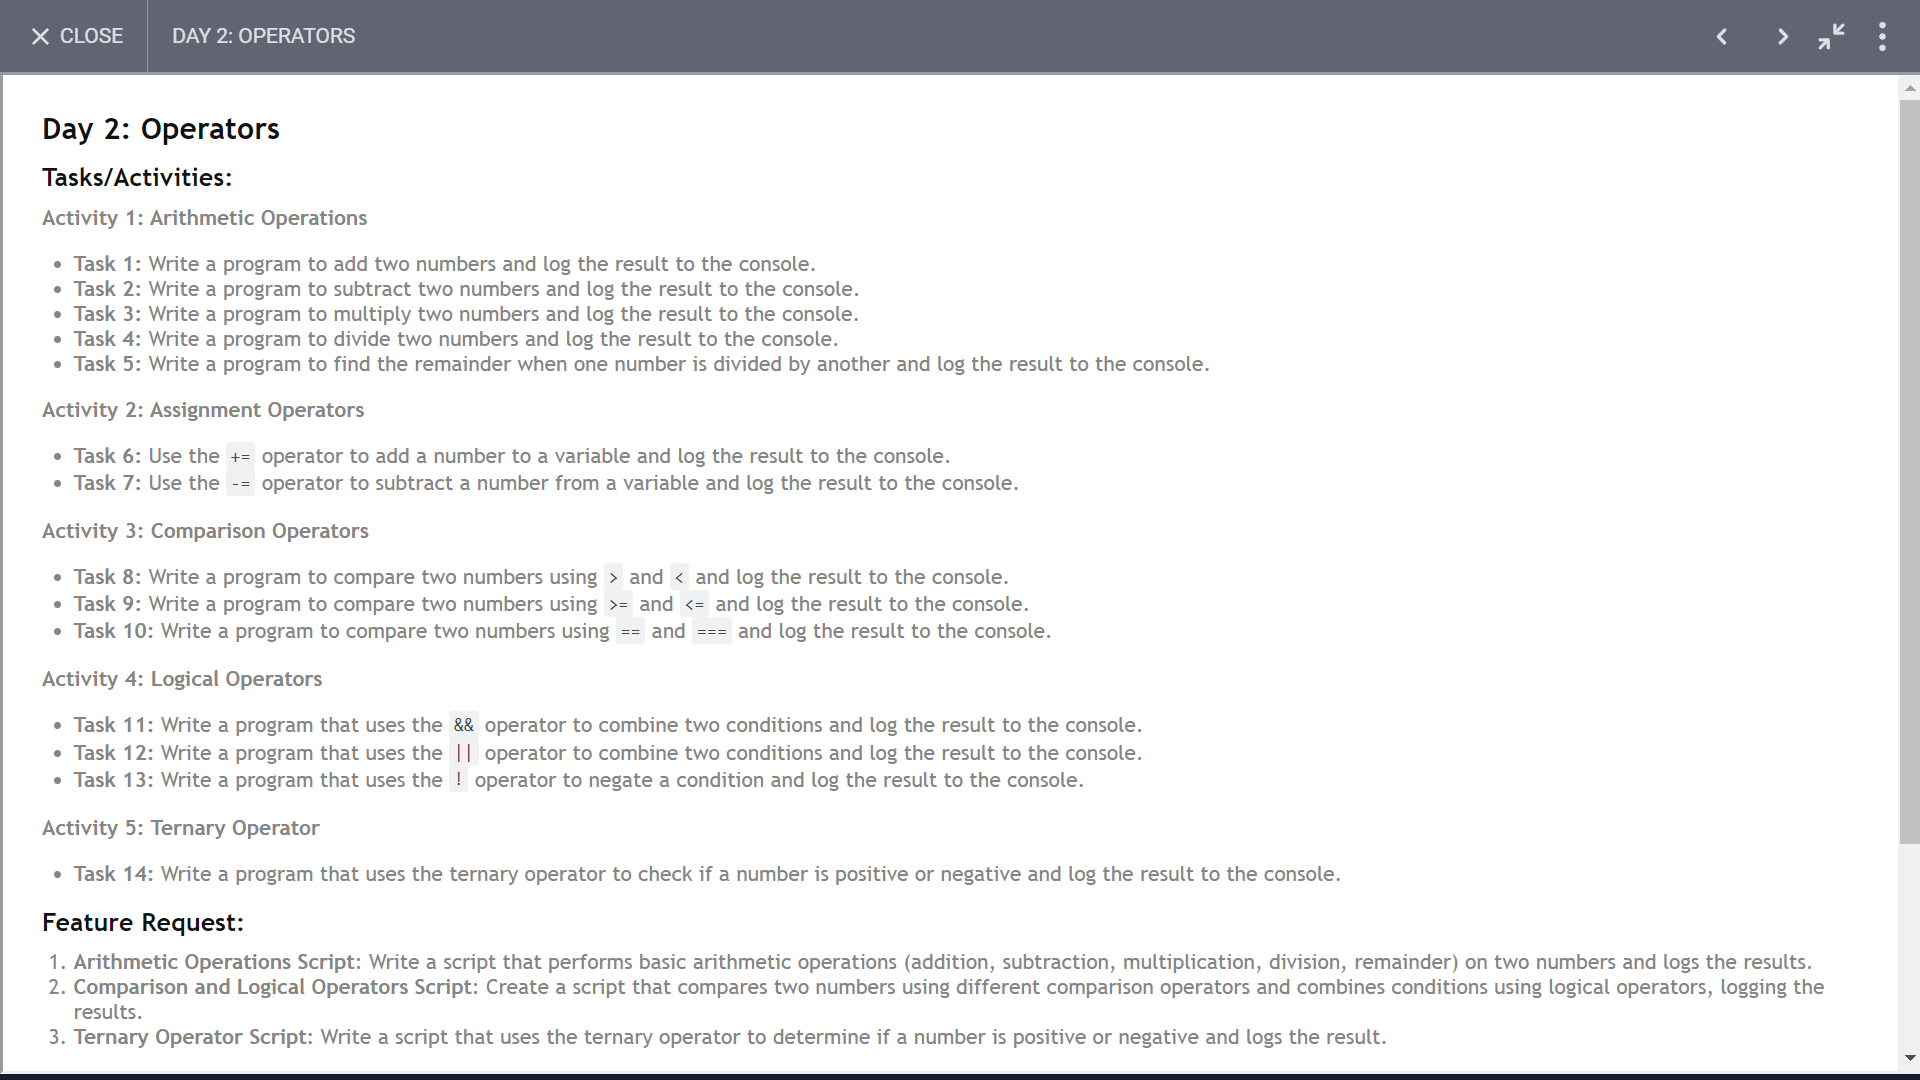 CLOSE
DAY 2: OPERATORS
Day 2: Operators
Tasks/Activities:
Activity 1: Arithmetic Operations
Task 1: Write a program to add two numbers and log the result to the console.
Task 2: Write a program to subtract two numbers and log the result to the console.
Task 3: Write a program to multiply two numbers and log the result to the console.
Task 4: Write a program to divide two numbers and log the result to the console.
Task 5: Write a program to find the remainder when one number is divided by another and log the result to the console.
Activity 2: Assignment Operators
Task 6: Use the += operator to add a number to a variable and log the result to the console.
Task 7: Use the -= operator to subtract a number from a variable and log the result to the console.
Activity 3: Comparison Operators
Task 8: Write a program to compare two numbers using > and < and log the result to the console.
Task 9: Write a program to compare two numbers using >= and <= and log the result to the console.
Task 10: Write a program to compare two numbers using == and === and log the result to the console.
Activity 4: Logical Operators
Task 11: Write a program that uses the && operator to combine two conditions and log the result to the console.
Task 12: Write a program that uses the || operator to combine two conditions and log the result to the console.
Task 13: Write a program that uses the ! operator to negate a condition and log the result to the console.
Activity 5: Ternary Operator
Task 14: Write a program that uses the ternary operator to check if a number is positive or negative and log the result to the console.
Feature Request:
1. Arithmetic Operations Script: Write a script that performs basic arithmetic operations (addition, subtraction, multiplication, division, remainder) on two numbers and logs the results.
2. Comparison and Logical Operators Script: Create a script that compares two numbers using different comparison operators and combines conditions using logical operators, logging the
results.
3. Ternary Operator Script: Write a script that uses the ternary operator to determine if a number is positive or negative and logs the result.